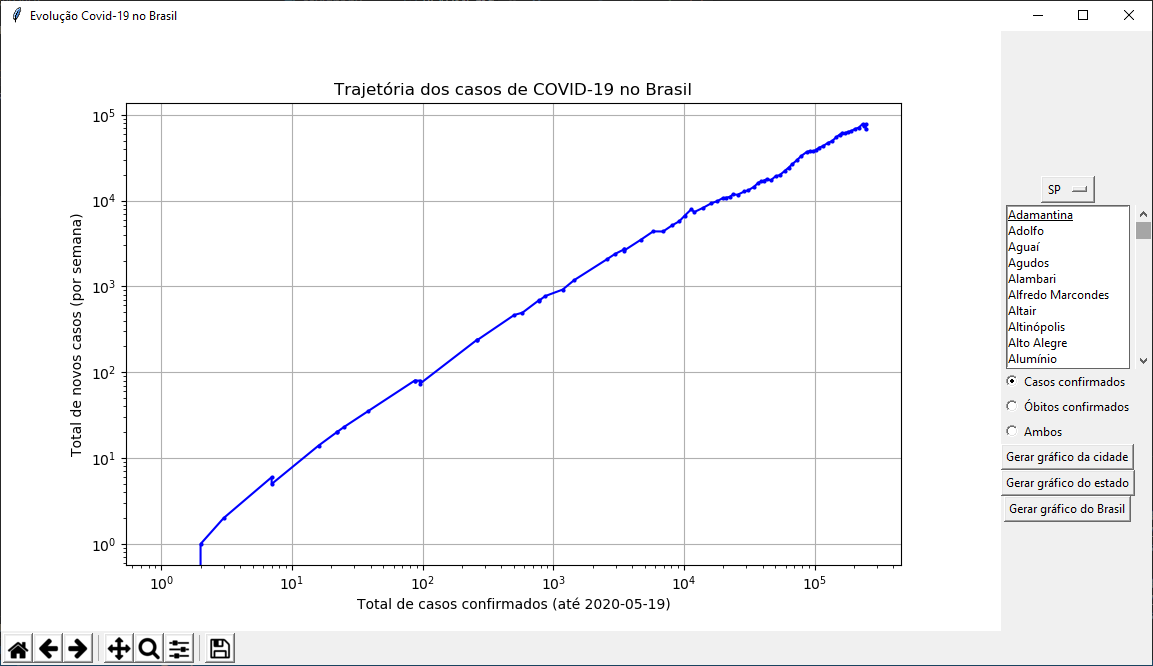 Evolução Covid-19 no Brasil
Trajetória dos casos de COVID-19 no Brasil
Total de novos casos (por semana)
10⁵
10⁴
10³
10²
10¹
10⁰
10⁰ 10¹ 10² 10³ 10⁴ 10⁵
Total de casos confirmados (até 2020-05-19)
SP
Adamantina
Adolfo
Aguaí
Agudos
Alambari
Alfredo Marcondes
Altair
Altinópolis
Alto Alegre
Alumínio
Casos confirmados
Óbitos confirmados
Ambos
Gerar gráfico da cidade
Gerar gráfico do estado
Gerar gráfico do Brasil